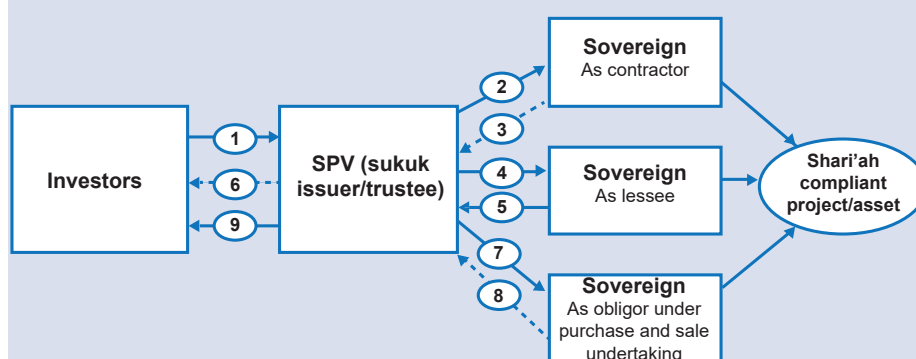 Investors
1
6
9
SPV (sukuk
issuer/trustee)
2
3
4
5
7
8
Sovereign
As contractor
Sovereign
As lessee
Sovereign
As obligor under
purchase and sale
undertaking
Shari’ah
compliant
project/asset